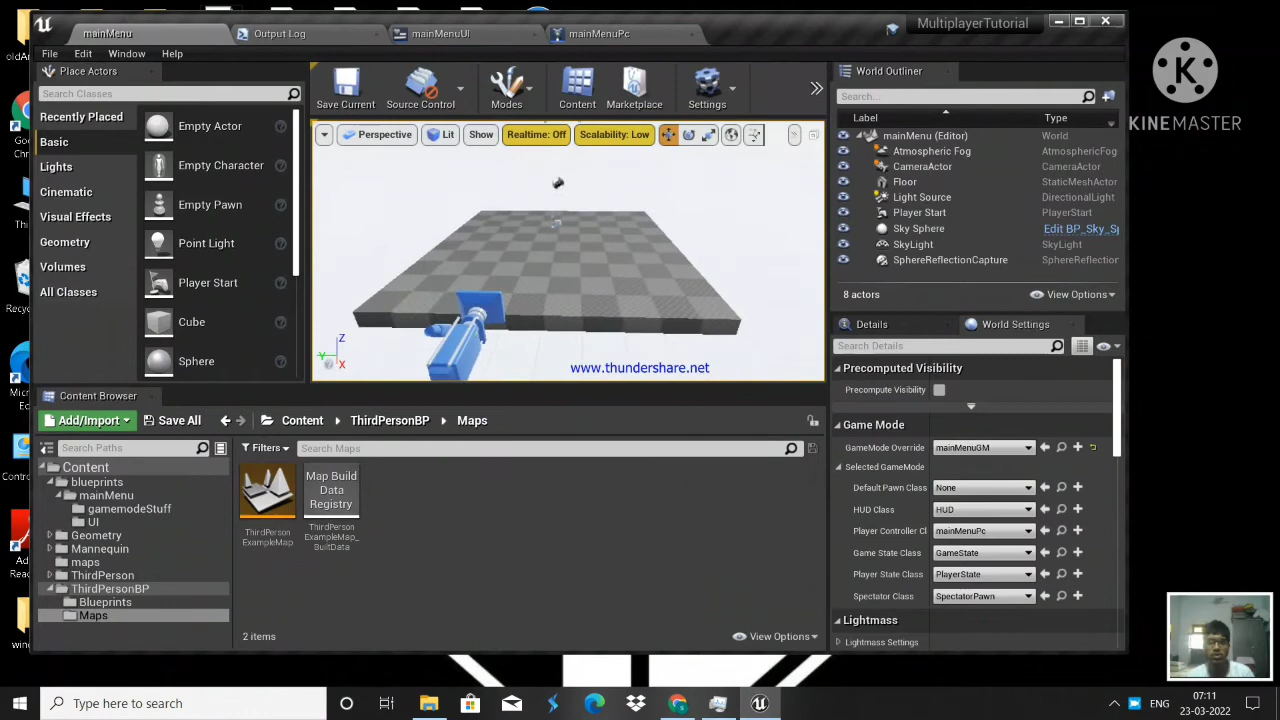 mainMenu
Output Log
mainMenuUI
mainMenuPc
MultiplayerTutorial
File Edit Window Help
Place Actors
Search Classes
Recently Placed
Basic
Lights
Cinematic
Visual Effects
Geometry
Volumes
All Classes
Empty Actor
Empty Character
Empty Pawn
Point Light
Player Start
Cube
Sphere
Save Current
Source Control
Modes
Content
Marketplace
Settings
Perspective
Lit
Show
Realtime: Off
Scalability: Low
Z
Y
X
www.thundershare.net
World Outliner
Search...
Label Type
mainMenu (Editor) World
Atmospheric Fog AtmosphericFog
CameraActor CameraActor
Floor StaticMeshActor
Light Source DirectionalLight
Player Start PlayerStart
Sky Sphere Edit BP_Sky_Sp
SkyLight SkyLight
SphereReflectionCapture SphereReflection
8 actors
View Options
Details
World Settings
Search Details
Precomputed Visibility
Precompute Visibility
Game Mode
GameMode Override mainMenuGM
Selected GameMode
Default Pawn Class None
HUD Class HUD
Player Controller Cl mainMenuPc
Game State Class GameState
Player State Class PlayerState
Spectator Class SpectatorPawn
Lightmass
Lightmass Settings
Content Browser
Add/Import
Save All
Content
ThirdPersonBP
Maps
Search Paths
Filters
Search Maps
Content
blueprints
mainMenu
gamemodeStuff
UI
Geometry
Mannequin
maps
ThirdPerson
ThirdPersonBP
Blueprints
Maps
ThirdPerson
ExampleMap
Map Build
Data
Registry
ThirdPerson
ExampleMap_
BuiltData
2 items
View Options
KINEMASTER
Type here to search
ENG
07:11
23-03-2022